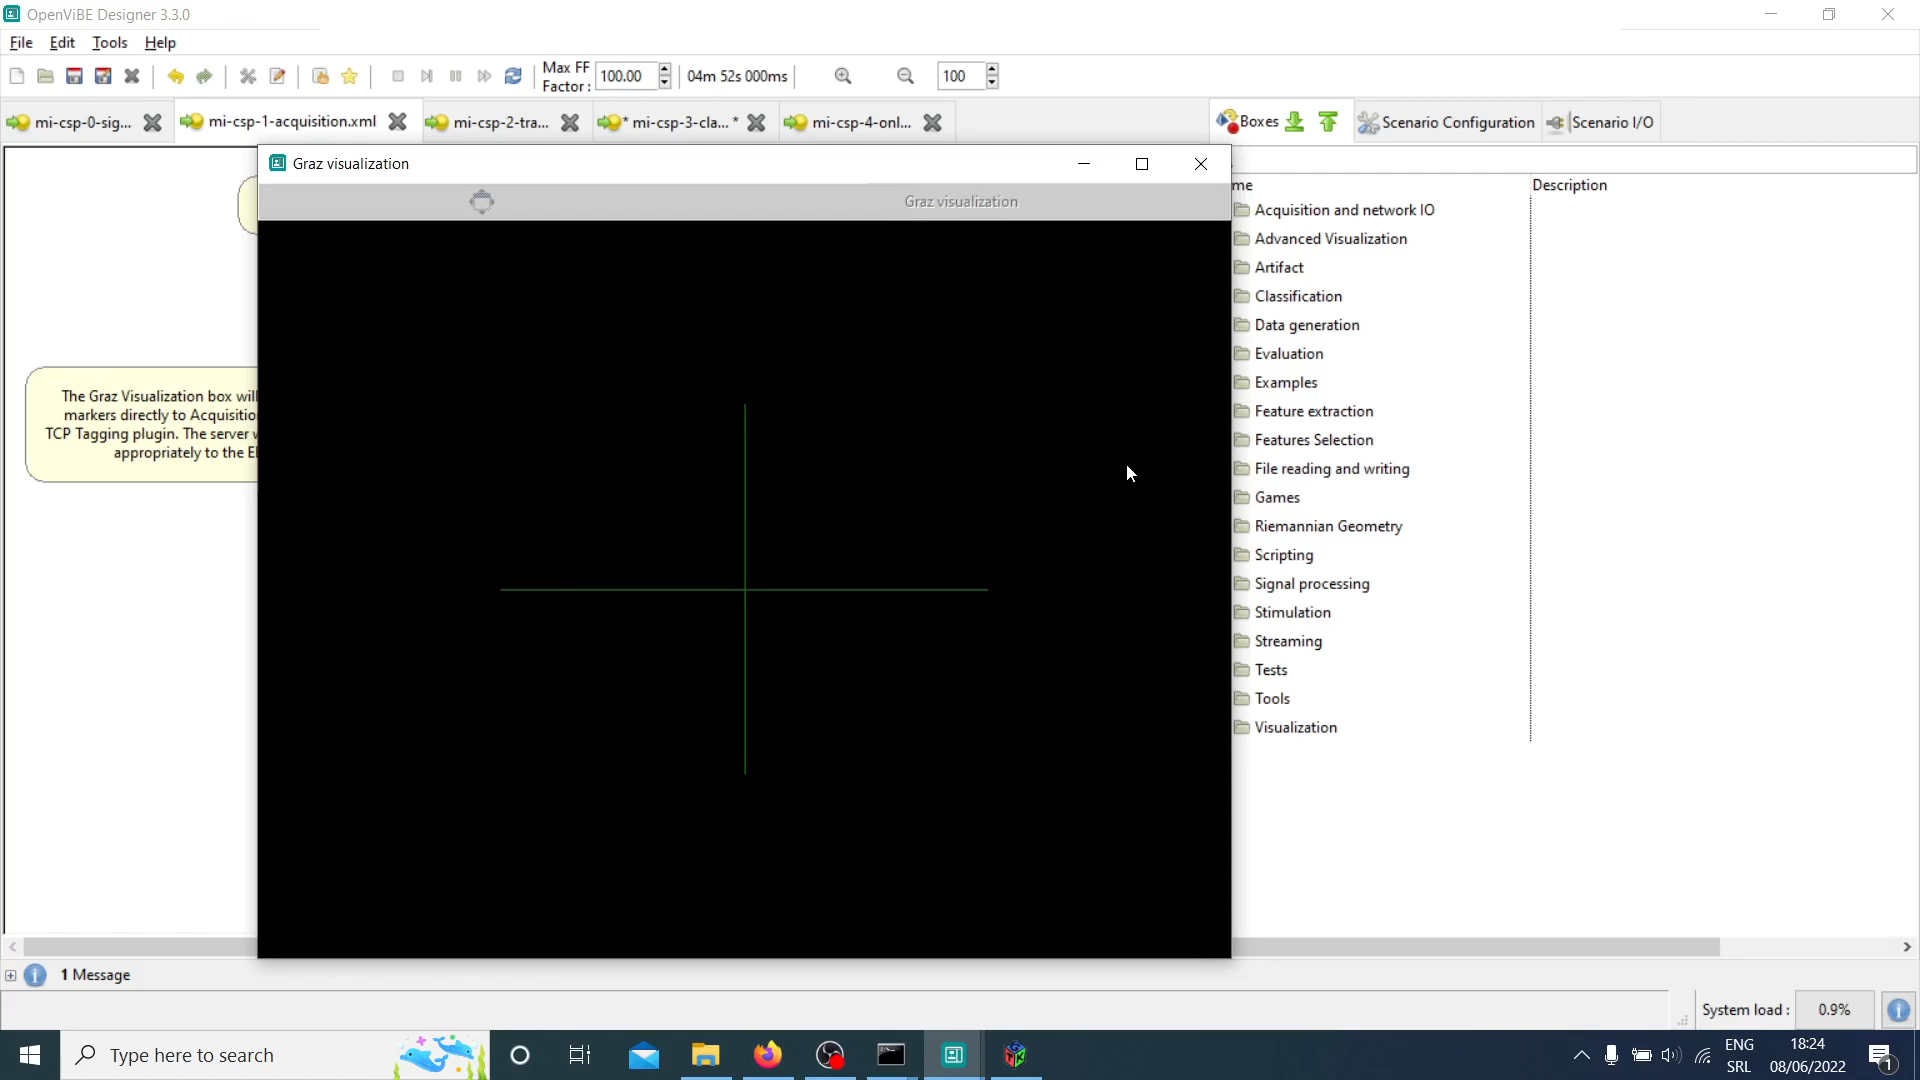 OpenViBE Designer 3.3.0
File Edit Tools Help
Max FF
Factor : 100.00 04m 52s 000ms 100
mi-csp-0-sig... mi-csp-1-acquisition.xml mi-csp-2-tra... * mi-csp-3-cla... * mi-csp-4-onl... Boxes Scenario Configuration Scenario I/O
Graz visualization
Graz visualization
me Description
Acquisition and network IO
Advanced Visualization
Artifact
Classification
Data generation
Evaluation
Examples
Feature extraction
Features Selection
File reading and writing
Games
Riemannian Geometry
Scripting
Signal processing
Stimulation
Streaming
Tests
Tools
Visualization
The Graz Visualization box will
markers directly to Acquisitio
TCP Tagging plugin. The server
appropriately to the
1 Message
System load : 0.9%
Type here to search
ENG
SRL
18:24
08/06/2022
1